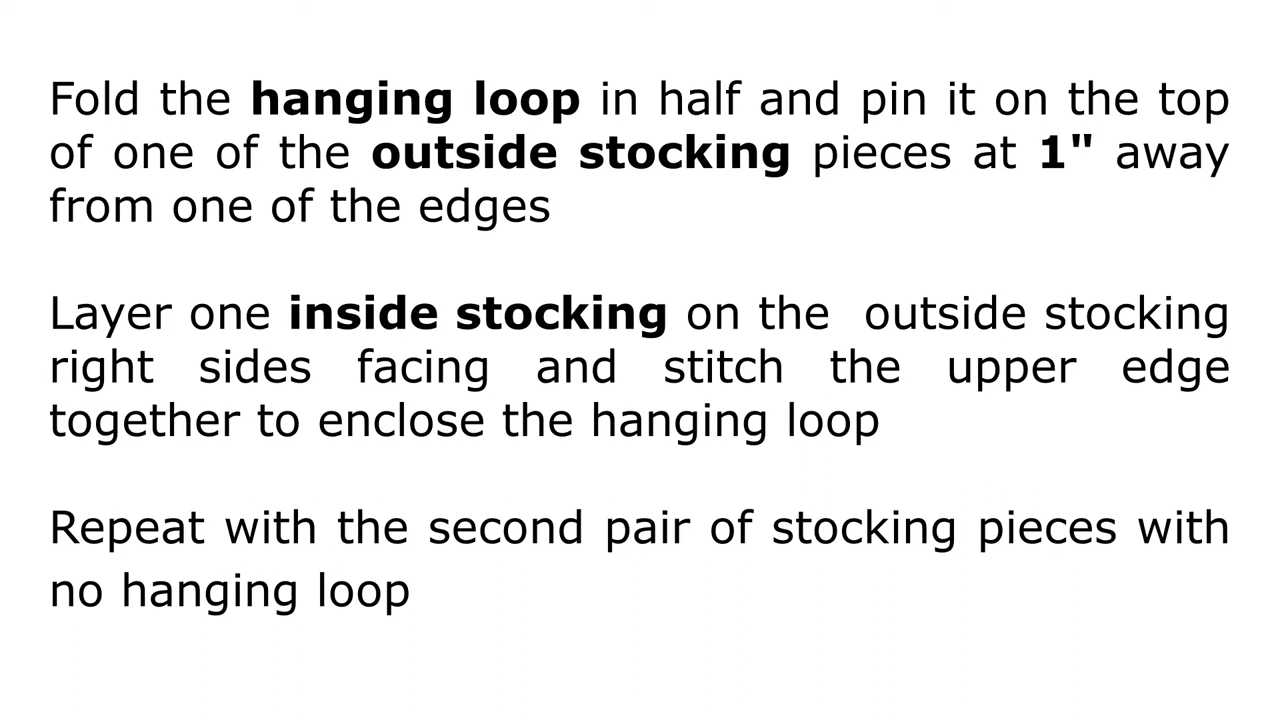 Fold the hanging loop in half and pin it on the top
of one of the outside stocking pieces at 1" away
from one of the edges
Layer one inside stocking on the outside stocking
right sides facing and stitch the upper edge
together to enclose the hanging loop
Repeat with the second pair of stocking pieces with
no hanging loop